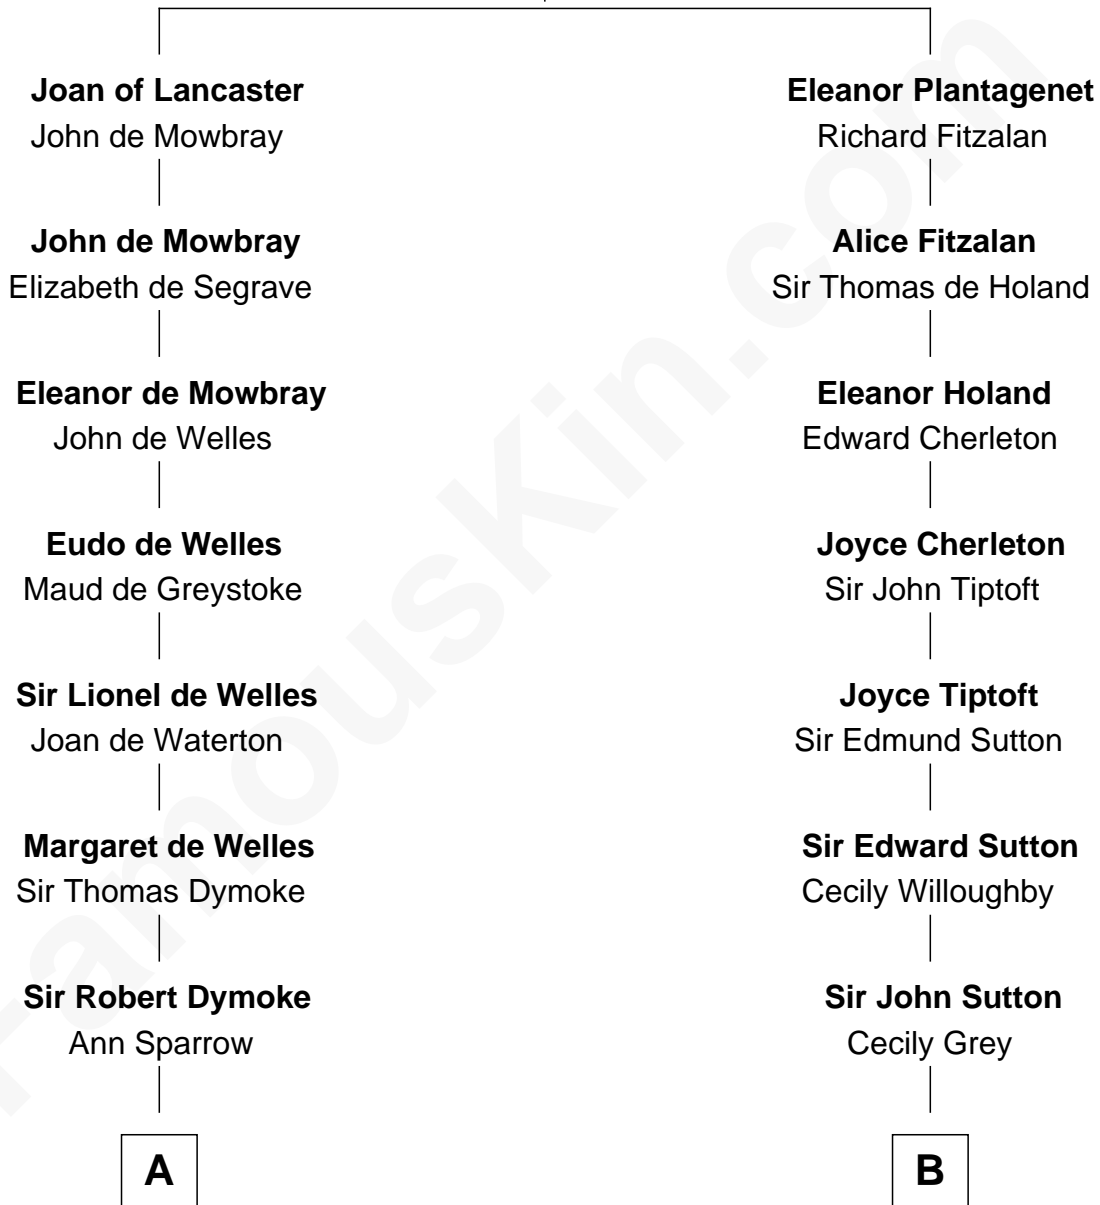 Joan of Lancaster
John de Mowbray
John de Mowbray
Elizabeth de Segrave
Eleanor de Mowbray
John de Welles
Eudo de Welles
Maud de Greystoke
Sir Lionel de Welles
Joan de Waterton
Margaret de Welles
Sir Thomas Dymoke
Sir Robert Dymoke
Ann Sparrow
A
Eleanor Plantagenet
Richard Fitzalan
Alice Fitzalan
Sir Thomas de Holand
Eleanor Holand
Edward Cherleton
Joyce Cherleton
Sir John Tiptoft
Joyce Tiptoft
Sir Edmund Sutton
Sir Edward Sutton
Cecily Willoughby
Sir John Sutton
Cecily Grey
B
FamousKin.com